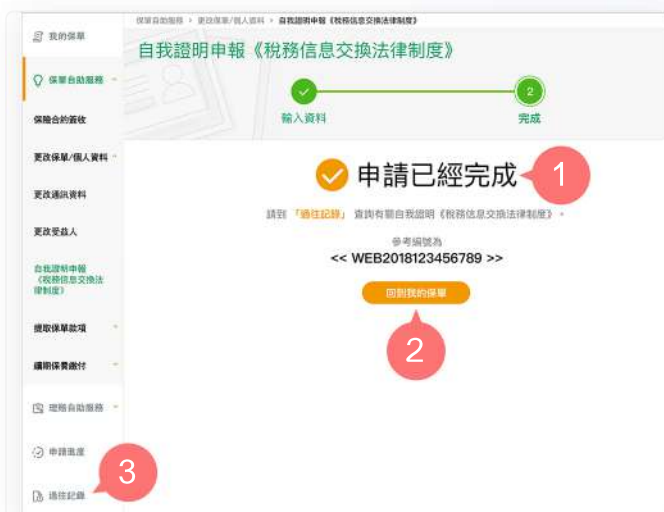 保單自助服務 > 更改保單/個人資料 > 自我證明申報《稅務信息交換法律制度》
我的保單
自我證明申報《稅務信息交換法律制度》
保單自助服務
2
輸入資料
完成
保險合約簽收
更改保單/個人資料
申請已經完成
1
更改通訊資料
請到「過往記錄」查詢有關自我證明《稅務信息交換法律制度》。
更改受益人
參考編號為
<< WEB2018123456789 >>
自我證明申報
《稅務信息交換法
律制度》
回到我的保單
提取保單款項
2
續期保費繳付
理賠自助服務
申請進度
3
過往記錄